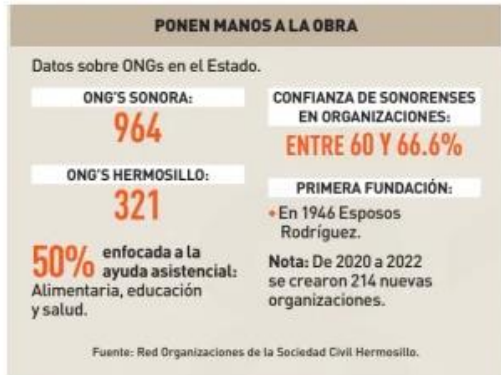 PONEN MANOS A LA OBRA
Datos sobre ONGs en el Estado.
ONG'S SONORA:
964
ONG'S HERMOSILLO:
321
50% enfocada a la
ayuda asistencial:
Alimentaria, educación
y salud.
CONFIANZA DE SONORENSES
EN ORGANIZACIONES:
ENTRE 60 Y 66.6%
PRIMERA FUNDACIÓN:
• En 1946 Esposos
Rodríguez.
Nota: De 2020 a 2022
se crearon 214 nuevas
organizaciones.
Fuente: Red Organizaciones de la Sociedad Civil Hermosillo.